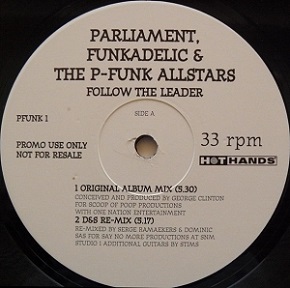 PARLIAMENT,
FUNKADELIC &
THE P-FUNK ALLSTARS
FOLLOW THE LEADER
PFUNK 1
SIDE A
33 rpm
PROMO USE ONLY
NOT FOR RESALE
HOTHANDS
1 ORIGINAL ALBUM MIX (5.30)
CONCEIVED AND PRODUCED BY GEORGE CLINTON
FOR SCOOP OF POOP PRODUCTIONS
WITH ONE NATION ENTERTAINMENT
2 D&S RE-MIX (5.17)
RE-MIXED BY SERGE RAMAEKERS & DOMINIC
SAS FOR SAY NO MORE PRODUCTIONS AT SNM
STUDIO | ADDITIONAL GUITARS BY STIMS